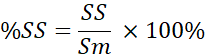 %SS = SS/Sm × 100%